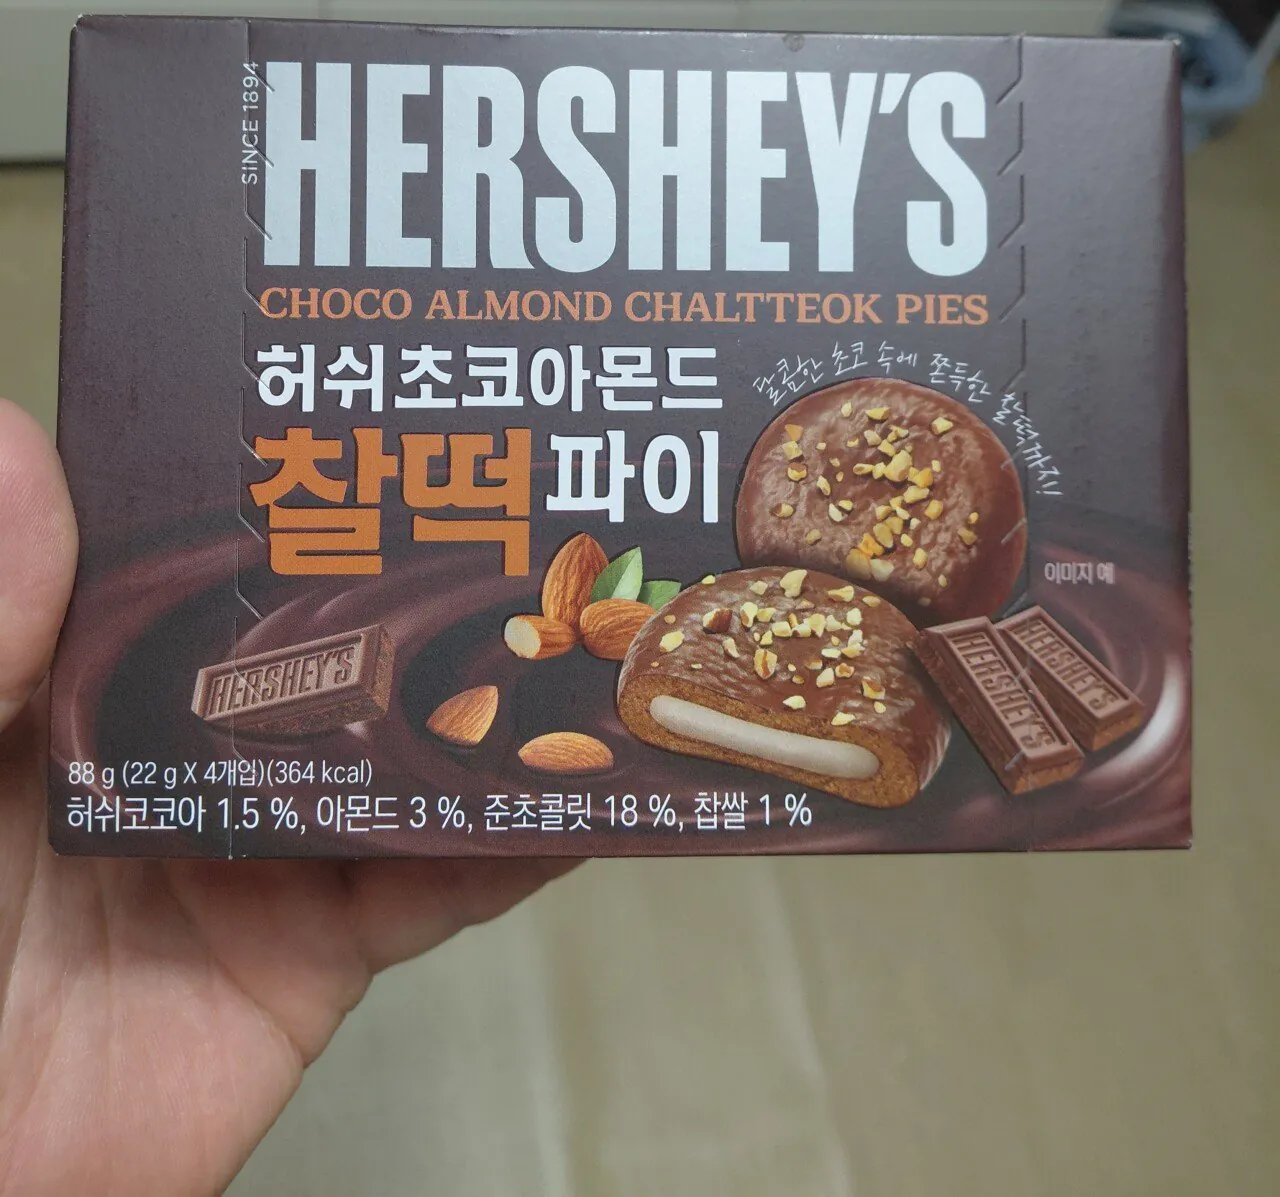 SINCE 1894
HERSHEY'S
CHOCO ALMOND CHALTTEOK PIES
허쉬초코아몬드
찰떡파이
달콤한 초코 속에 쫀득한 찰떡까지!
이미지 예
HERSHEY'S
HERSHEY'S
HERSHEY'S
88 g (22 g X 4개입)(364 kcal)
허쉬코코아 1.5 %, 아몬드 3 %, 준초콜릿 18 %, 찹쌀 1 %